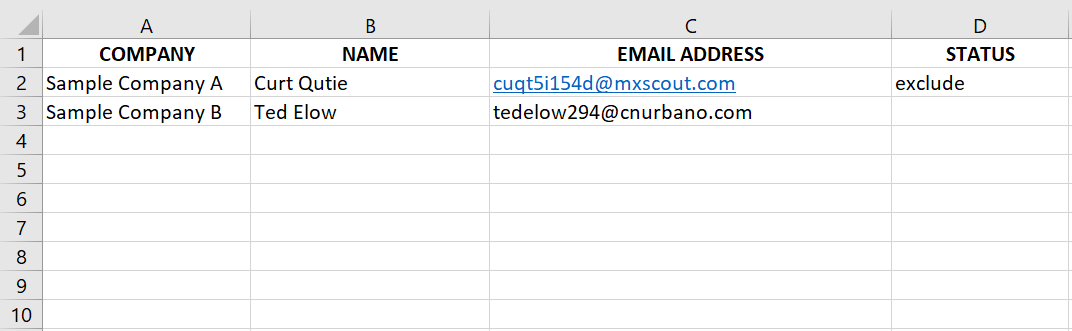 A B C D
1 COMPANY NAME EMAIL ADDRESS STATUS
2 Sample Company A Curt Qutie cuqt5i154d@mxscout.com exclude
3 Sample Company B Ted Elow tedelow294@cnurbano.com
4
5
6
7
8
9
10